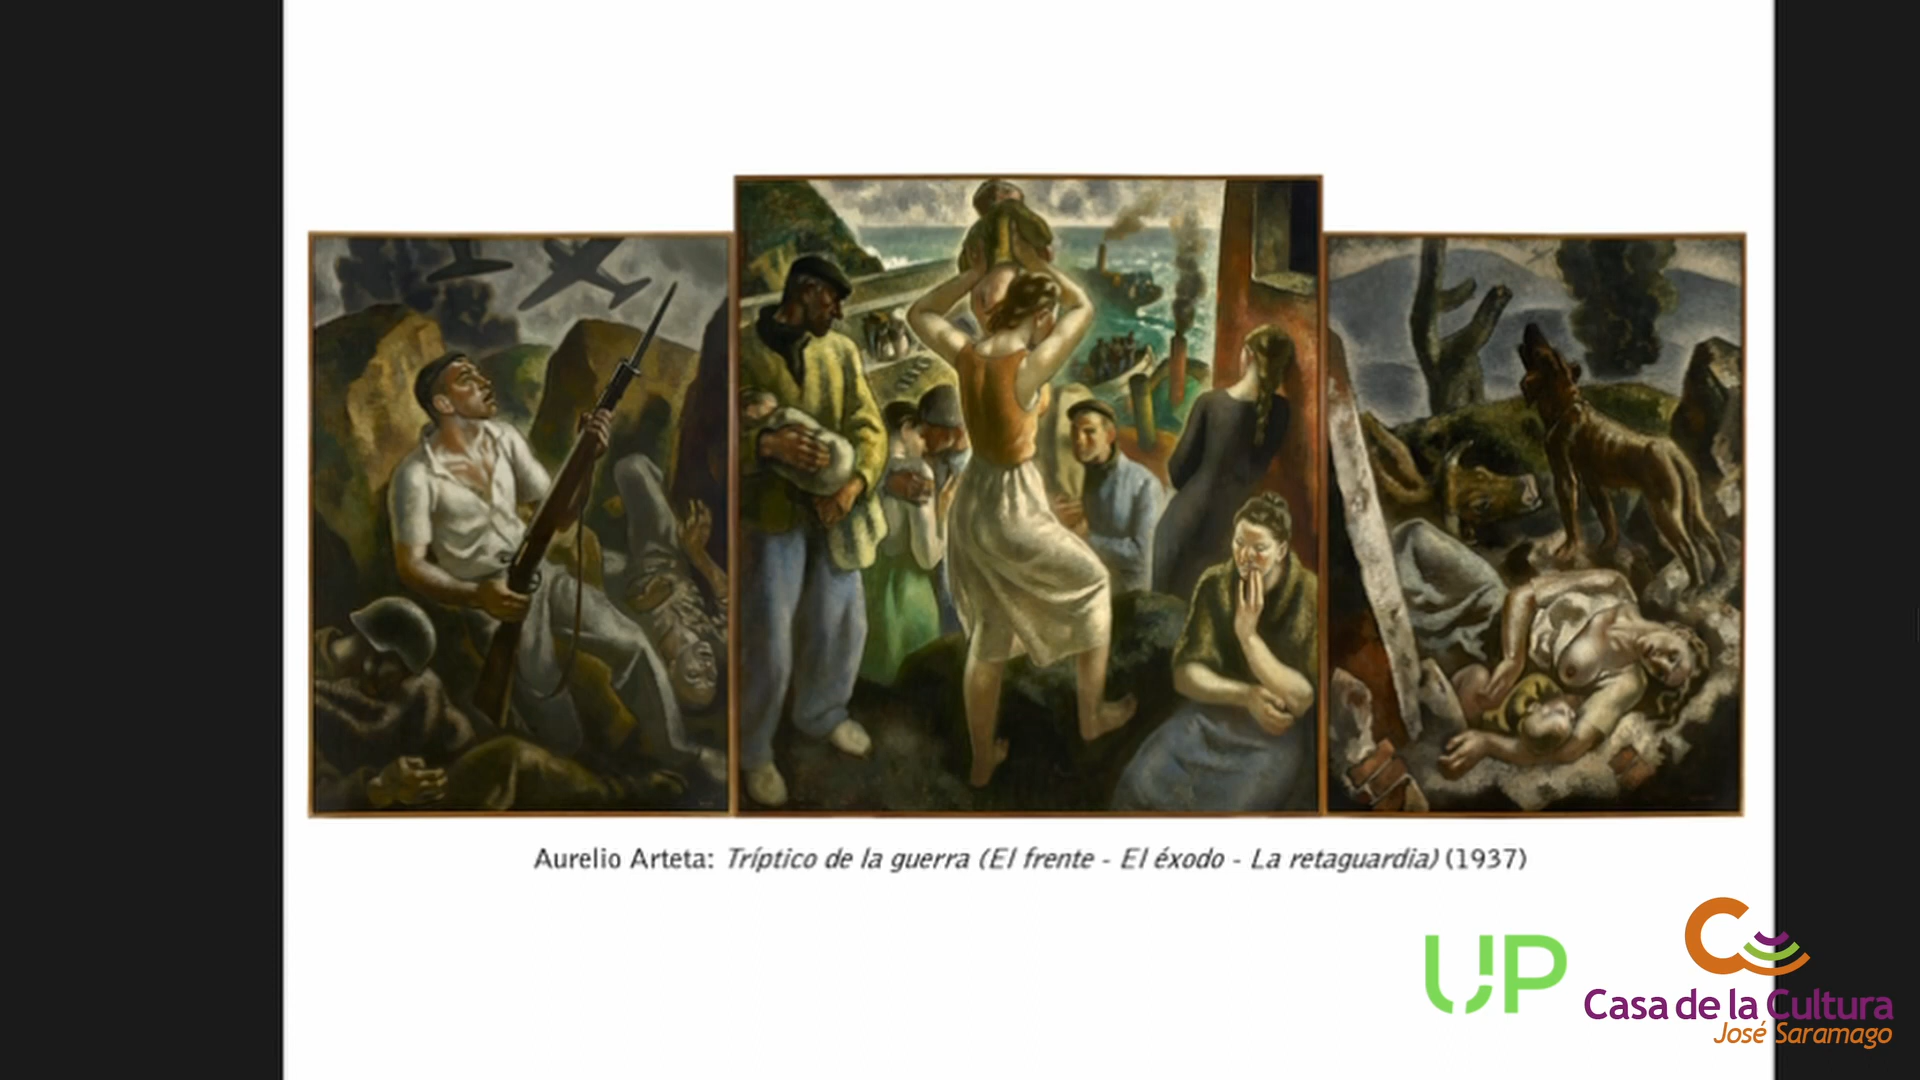 Aurelio Arteta: Tríptico de la guerra (El frente - El éxodo - La retaguardia) (1937)
UP
Casa de la Cultura
José Saramago